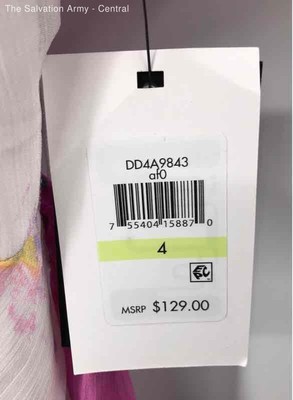 The Salvation Army - Central
DD4A9843
af0
7 55404 15887 0
4
MSRP $129.00